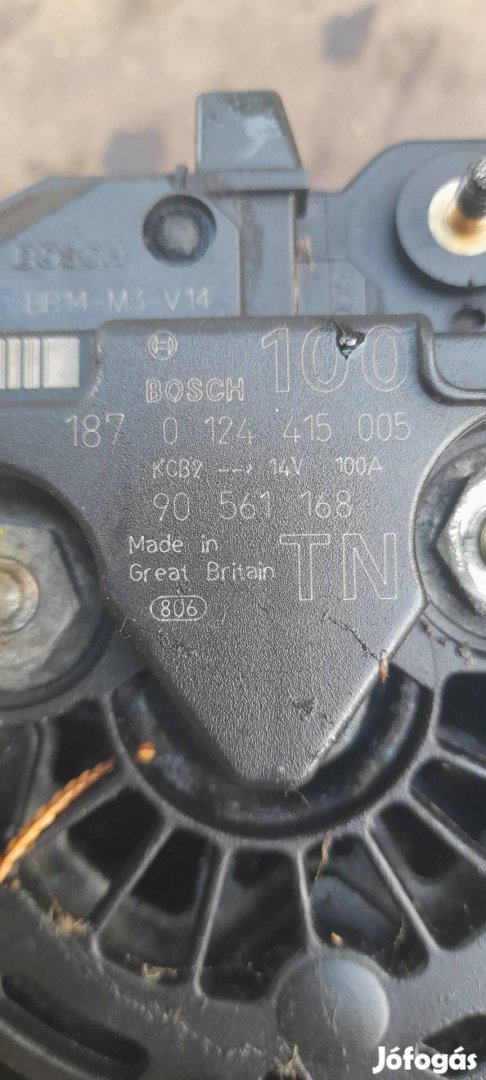 BOSCH
BR14-M3-V14
100
BOSCH
187 0 124 415 005
KCB2 --> 14V 100A
90 561 168
Made in
Great Britain
TN
806
Jófogás